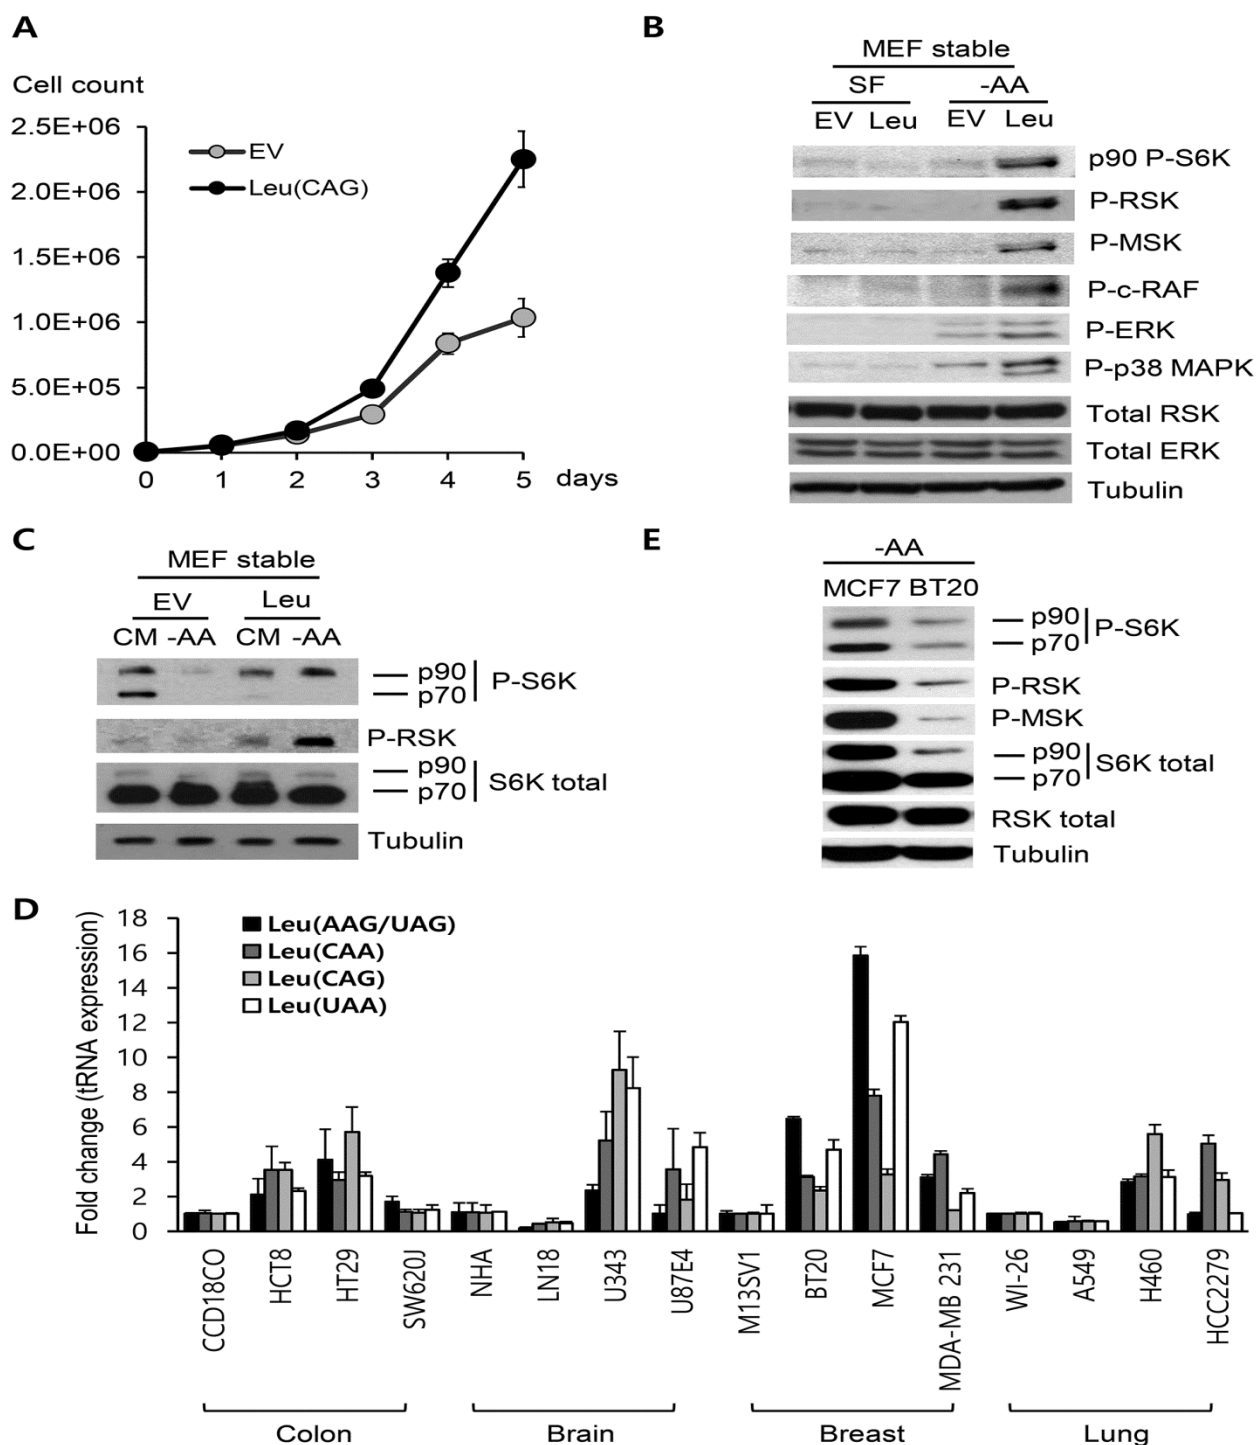 A
Cell count
2.5E+06
2.0E+06
1.5E+06
1.0E+06
5.0E+05
0.0E+00
EV
Leu(CAG)
0 1 2 3 4 5 days
B
MEF stable
SF -AA
EV Leu EV Leu
p90 P-S6K
P-RSK
P-MSK
P-c-RAF
P-ERK
P-p38 MAPK
Total RSK
Total ERK
Tubulin
C
MEF stable
EV Leu
CM -AA CM -AA
p90
p70
P-S6K
P-RSK
p90
p70
S6K total
Tubulin
E
-AA
MCF7 BT20
p90
p70
P-S6K
P-RSK
P-MSK
p90
p70
S6K total
RSK total
Tubulin
D
Fold change (tRNA expression)
18
16
14
12
10
8
6
4
2
0
Leu(AAG/UAG)
Leu(CAA)
Leu(CAG)
Leu(UAA)
CCD18CO
HCT8
HT29
SW620J
NHA
LN18
U343
U87E4
M13SV1
BT20
MCF7
MDA-MB 231
WI-26
A549
H460
HCC2279
Colon Brain Breast Lung